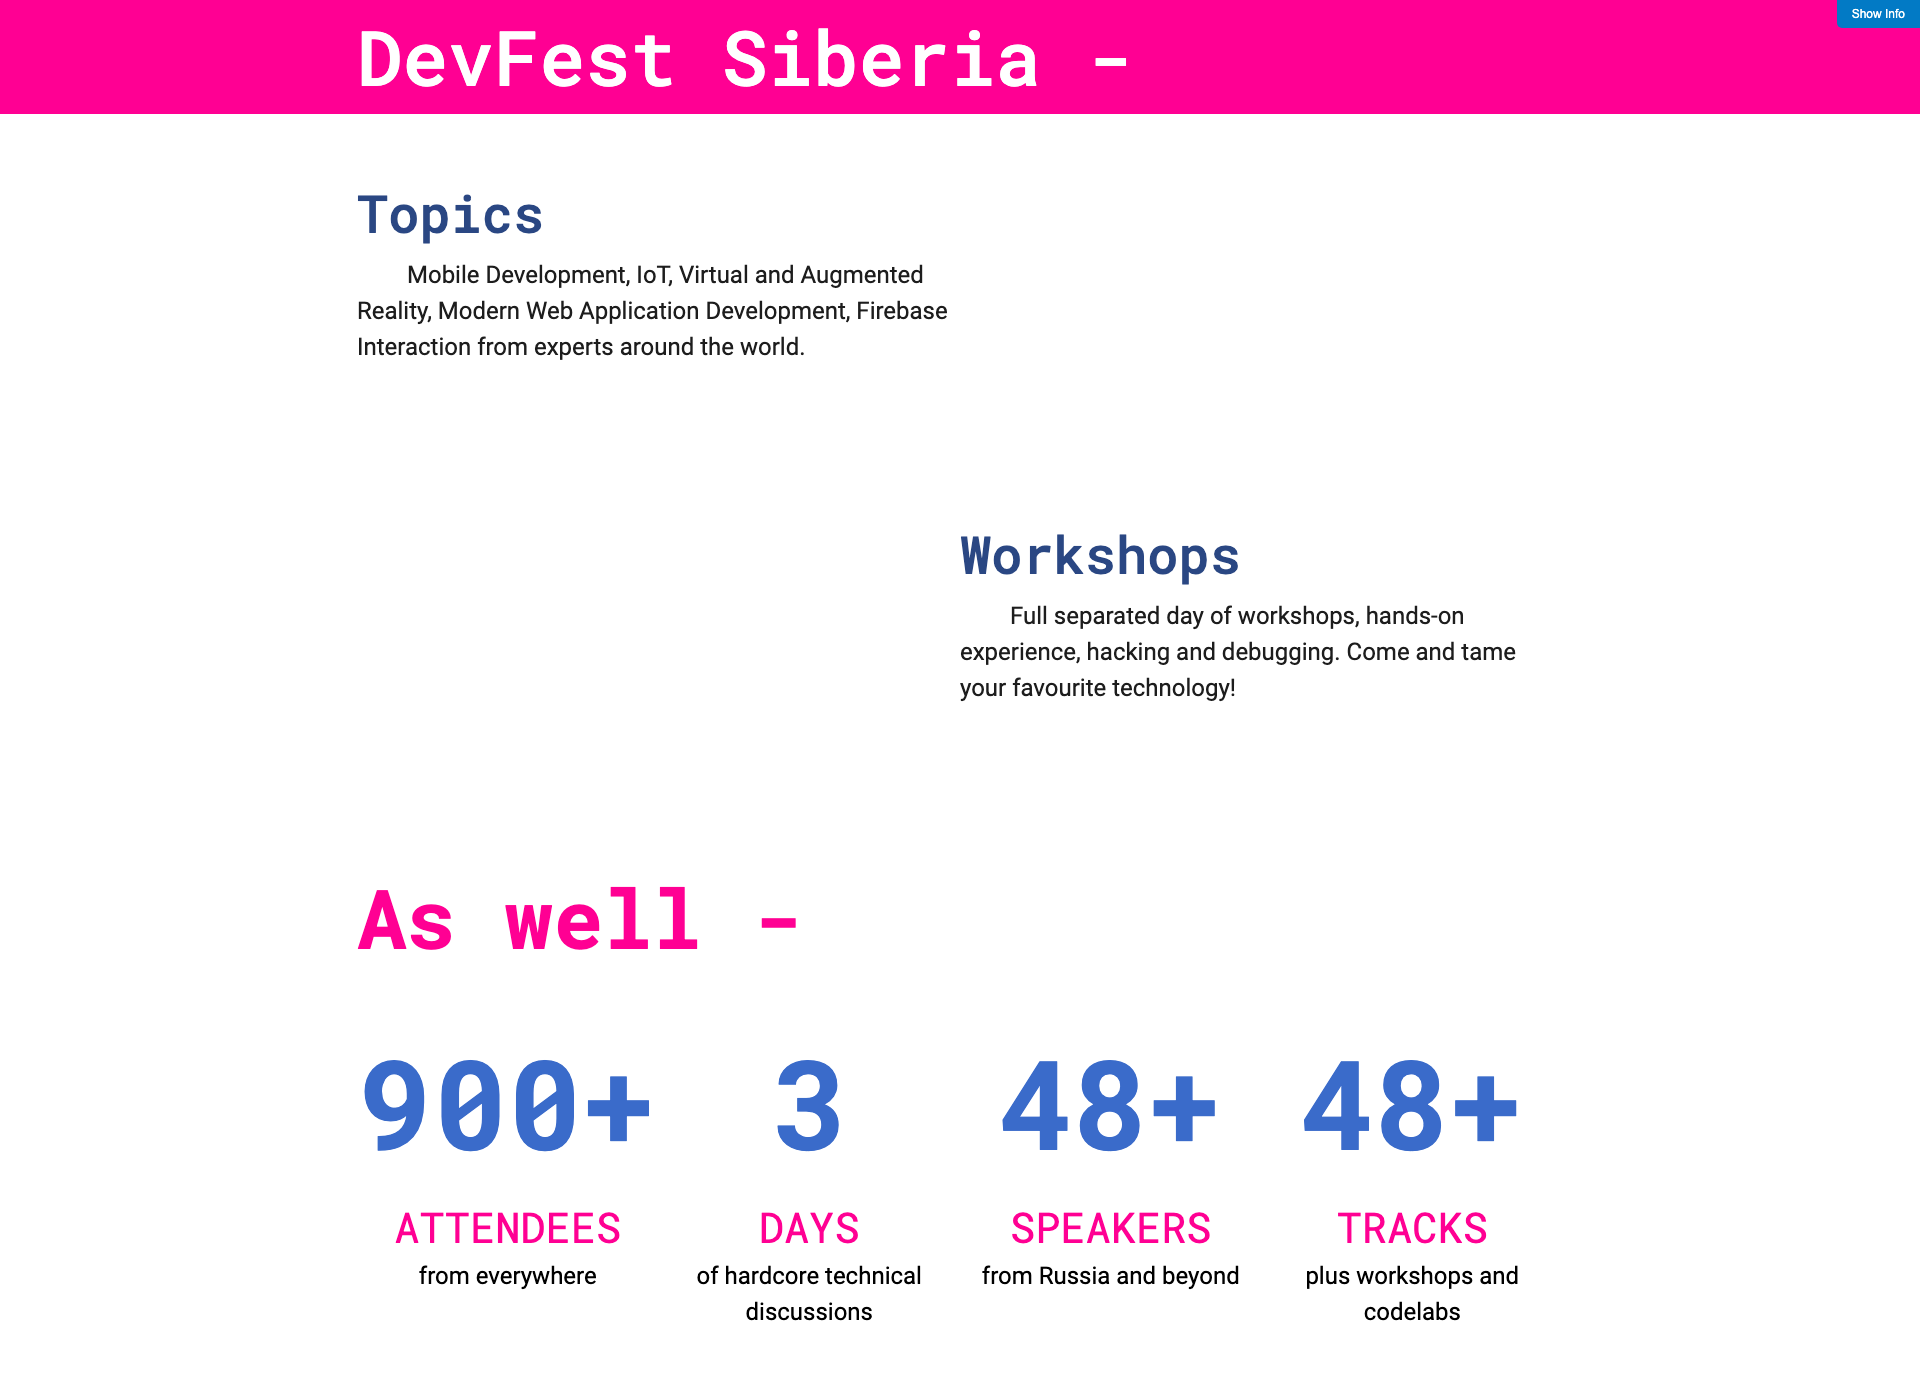 DevFest Siberia -
Show Info
Topics
Mobile Development, IoT, Virtual and Augmented
Reality, Modern Web Application Development, Firebase
Interaction from experts around the world.
Workshops
Full separated day of workshops, hands-on
experience, hacking and debugging. Come and tame
your favourite technology!
As well -
900+
ATTENDEES
from everywhere
3
DAYS
of hardcore technical
discussions
48+
SPEAKERS
from Russia and beyond
48+
TRACKS
plus workshops and
codelabs